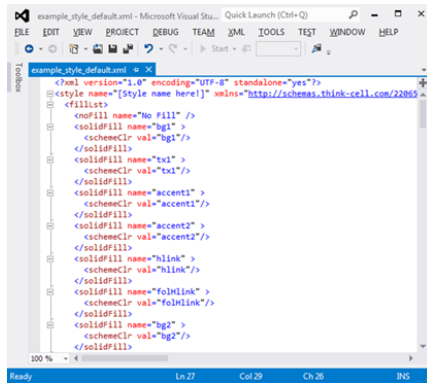 example_style_default.xml - Microsoft Visual Stu... Quick Launch (Ctrl+Q)
FILE EDIT VIEW PROJECT DEBUG TEAM XML TOOLS TEST WINDOW HELP
Start
Toolbox
example_style_default.xml
<?xml version="1.0" encoding="UTF-8" standalone="yes"?>
<style name="[Style name here!]" xmlns="http://schemas.think-cell.com/22065
<fillList>
<noFill name="No Fill" />
<solidFill name="bg1" >
<schemeClr val="bg1"/>
</solidFill>
<solidFill name="tx1" >
<schemeClr val="tx1"/>
</solidFill>
<solidFill name="accent1" >
<schemeClr val="accent1"/>
</solidFill>
<solidFill name="accent2" >
<schemeClr val="accent2"/>
</solidFill>
<solidFill name="hlink" >
<schemeClr val="hlink"/>
</solidFill>
<solidFill name="folHlink" >
<schemeClr val="folHlink"/>
</solidFill>
<solidFill name="bg2" >
<schemeClr val="bg2"/>
</solidFill>
100 %
Ready Ln 27 Col 29 Ch 26 INS